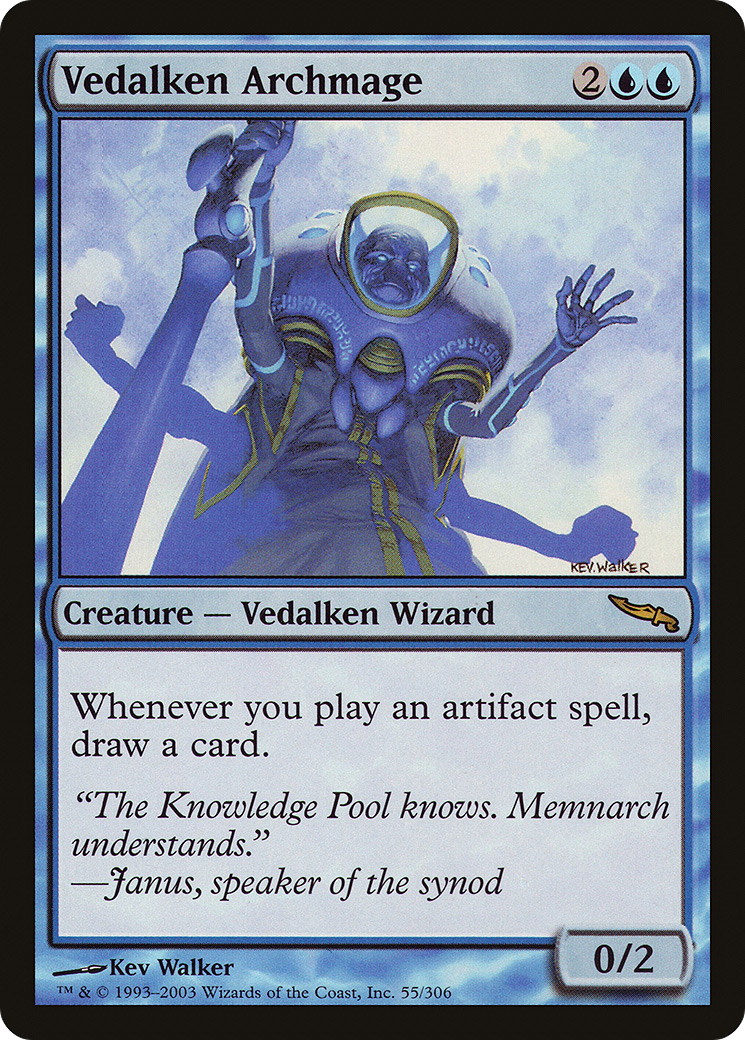 Vedalken Archmage 2
KEV. WALKER
Creature — Vedalken Wizard
Whenever you play an artifact spell,
draw a card.
“The Knowledge Pool knows. Memnarch
understands.”
—Janus, speaker of the synod
0/2
Kev Walker
™ & © 1993–2003 Wizards of the Coast, Inc. 55/306